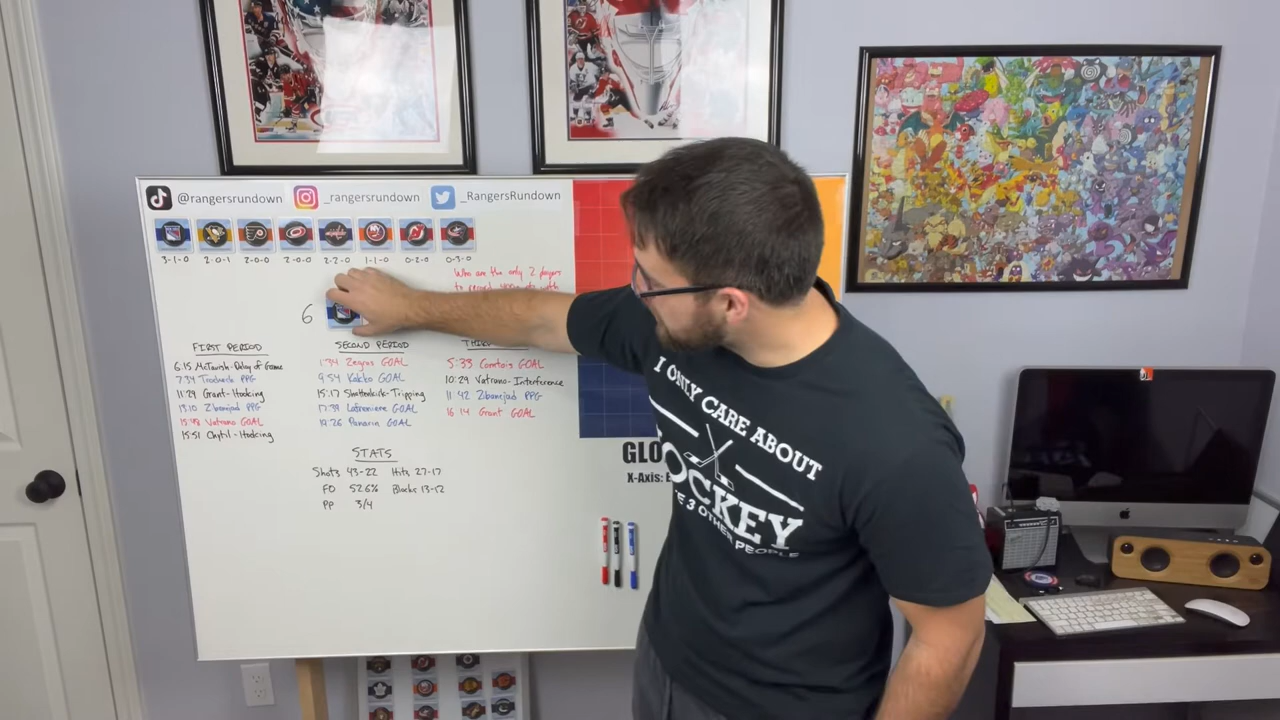 @rangersrundown _rangersrundown _RangersRundown
3-1-0 2-0-1 2-0-0 2-0-0 2-2-0 1-1-0 0-2-0 0-3-0
Who are the only 2 players
to record
6
FIRST PERIOD
6:15 McTavish-Delay of Game
7:34 Trocheck PPG
11:29 Grant-Hooking
13:10 Zibanejad PPG
15:48 Vatrano GOAL
15:51 Chytil-Hooking
SECOND PERIOD
1:34 Zegras GOAL
9:54 Kakko GOAL
15:17 Shattenkirk-Tripping
17:39 Lafreniere GOAL
19:26 Panarin GOAL
5:33 Comtois GOAL
10:29 Vatrano-Interference
11:42 Zibanejad PPG
16:14 Grant GOAL
STATS
Shots 43-22 Hits 27-17
FO 52.6% Blocks 13-12
PP 3/4
GLO
X-Axis:
I ONLY CARE ABOUT
OCKEY
E 3 OTHER PEOPLE